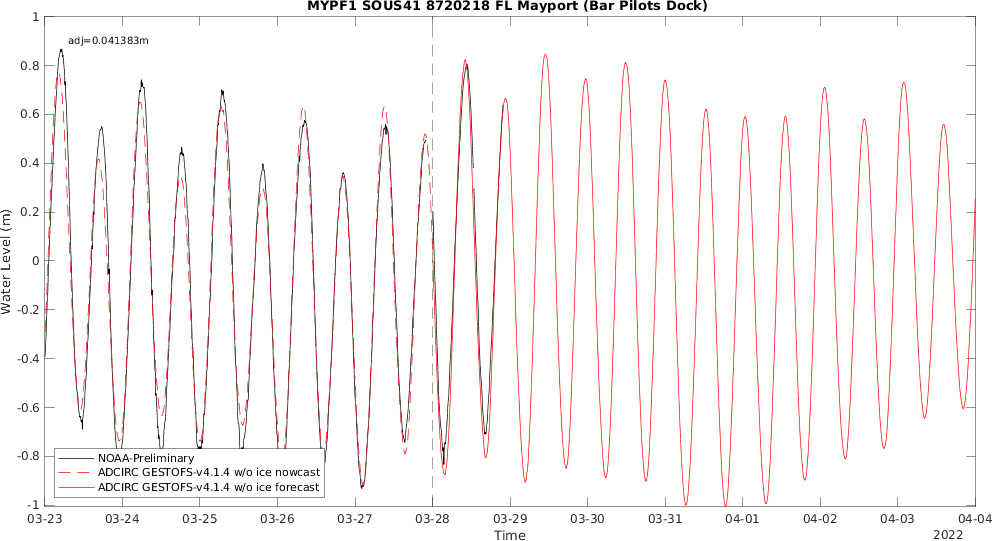 MYPF1 SOUS41 8720218 FL Mayport (Bar Pilots Dock)
adj=0.041383m
Water Level (m)
1
0.8
0.6
0.4
0.2
0
-0.2
-0.4
-0.6
-0.8
-1
NOAA-Preliminary
ADCIRC GESTOFS-v4.1.4 w/o ice nowcast
ADCIRC GESTOFS-v4.1.4 w/o ice forecast
03-23 03-24 03-25 03-26 03-27 03-28 03-29 03-30 03-31 04-01 04-02 04-03 04-04
Time
2022